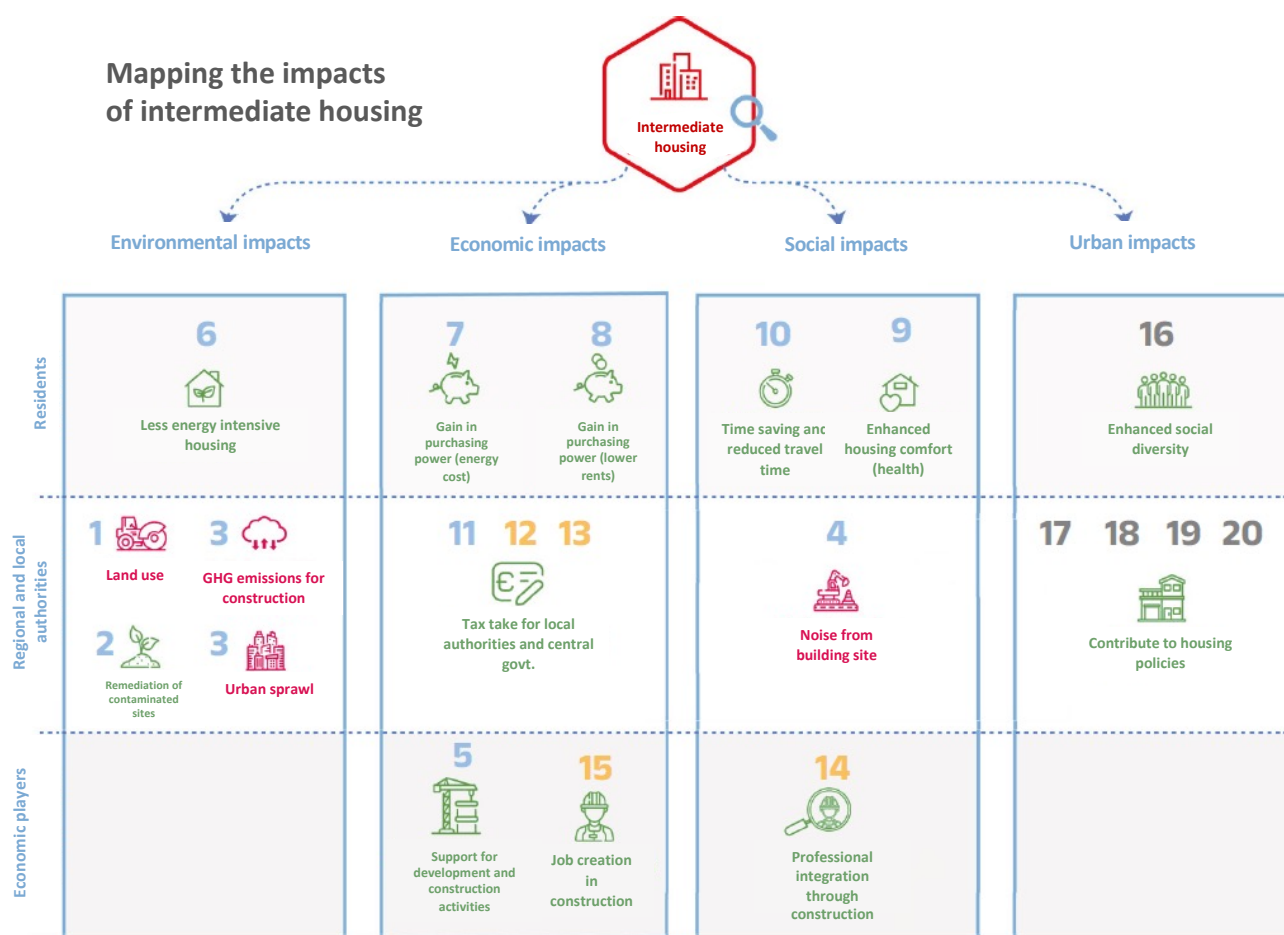 Mapping the impacts
of intermediate housing
Intermediate
housing
Environmental impacts
Economic impacts
Social impacts
Urban impacts
Residents
6
Less energy intensive
housing
7
Gain in
purchasing
power (energy
cost)
8
Gain in
purchasing
power (lower
rents)
10
Time saving and
reduced travel
time
9
Enhanced
housing comfort
(health)
16
Enhanced social
diversity
Regional and local
authorities
1
Land use
3
GHG emissions for
construction
2
Remediation of
contaminated
sites
3
Urban sprawl
11 12 13
Tax take for local
authorities and central
govt.
4
Noise from
building site
17 18 19 20
Contribute to housing
policies
Economic players
5
Support for
development and
construction
activities
15
Job creation
in
construction
14
Professional
integration
through
construction